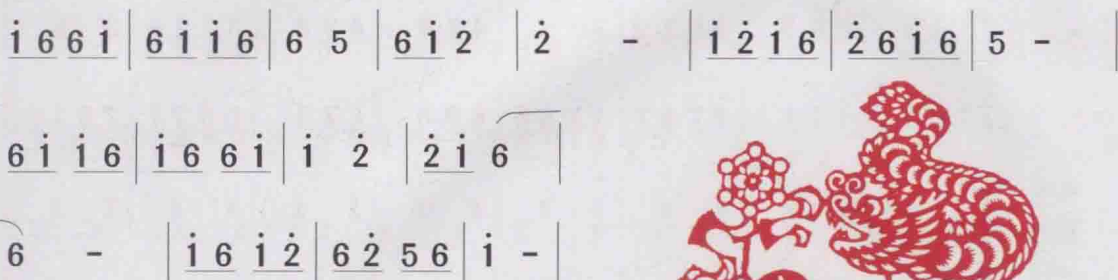 i̇ 6 6 i̇ | 6 i̇ i̇ 6 | 6 5 | 6 i̇ 2̇ | 2̇ - | i̇ 2̇ i̇ 6 | 2̇ 6 i̇ 6 | 5 - |
6 i̇ i̇ 6 | i̇ 6 6 i̇ | i̇ 2 | 2̇ i̇ 6 |
6 - | i̇ 6 i̇ 2̇ | 6 2̇ 5 6 | i̇ - |